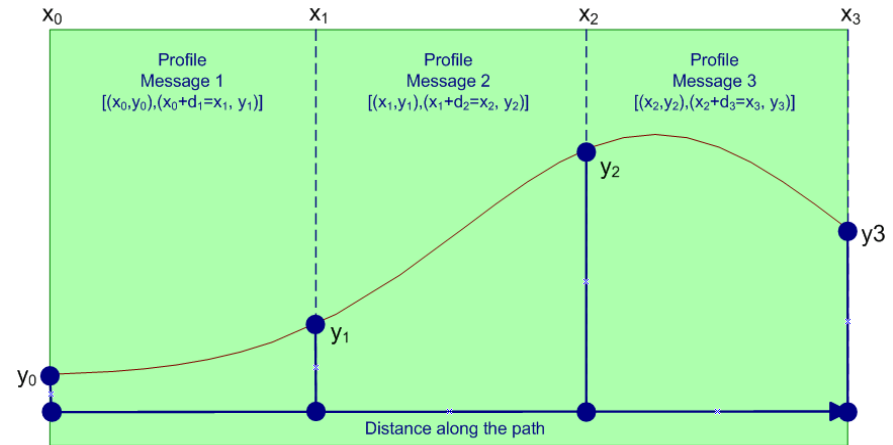 x₀ x₁ x₂ x₃
Profile
Message 1
[(x₀,y₀),(x₀+d₁=x₁, y₁)]
Profile
Message 2
[(x₁,y₁),(x₁+d₂=x₂, y₂)]
Profile
Message 3
[(x₂,y₂),(x₂+d₃=x₃, y₃)]
y₂
y3
y₁
y₀
Distance along the path